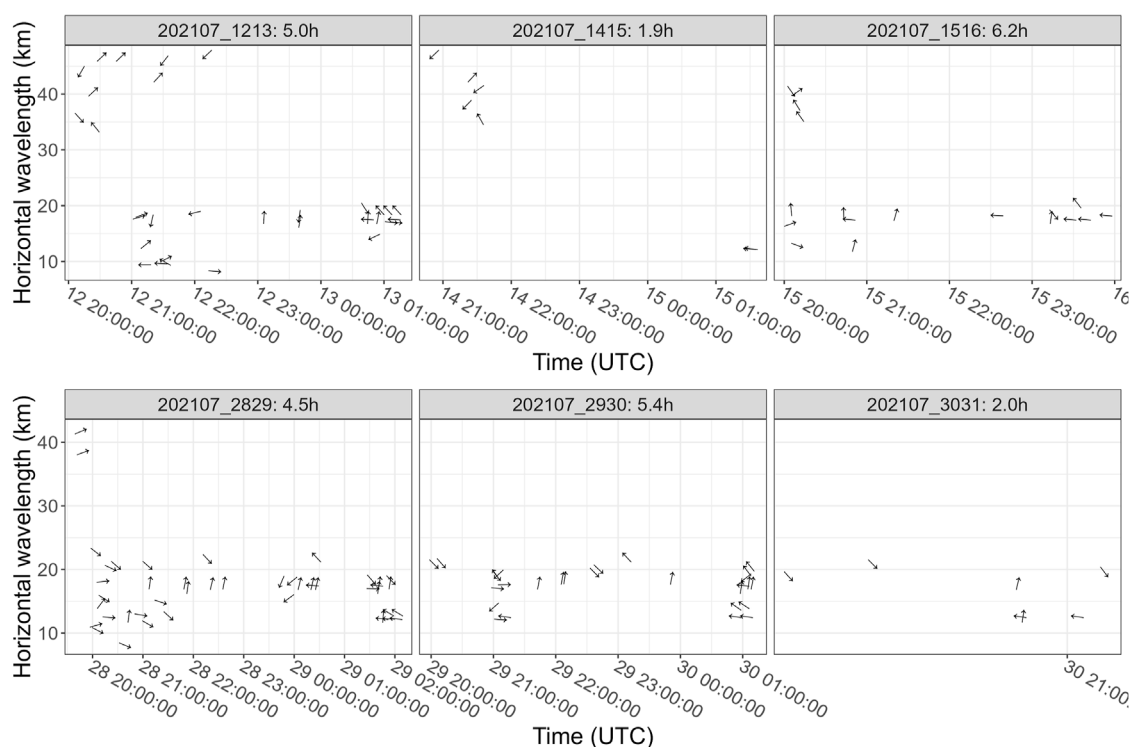 202107_1213: 5.0h 202107_1415: 1.9h 202107_1516: 6.2h
Horizontal wavelength (km)
40
30
20
10
12 20:00:00 12 21:00:00 12 22:00:00 12 23:00:00 13 00:00:00 13 01:00:00 14 21:00:00 14 22:00:00 14 23:00:00 15 00:00:00 15 01:00:00 15 20:00:00 15 21:00:00 15 22:00:00 15 23:00:00 16
Time (UTC)
202107_2829: 4.5h 202107_2930: 5.4h 202107_3031: 2.0h
Horizontal wavelength (km)
40
30
20
10
28 20:00:00 28 21:00:00 28 22:00:00 28 23:00:00 29 00:00:00 29 01:00:00 29 02:00:00 29 20:00:00 29 21:00:00 29 22:00:00 29 23:00:00 30 00:00:00 30 01:00:00 30 21:00:
Time (UTC)